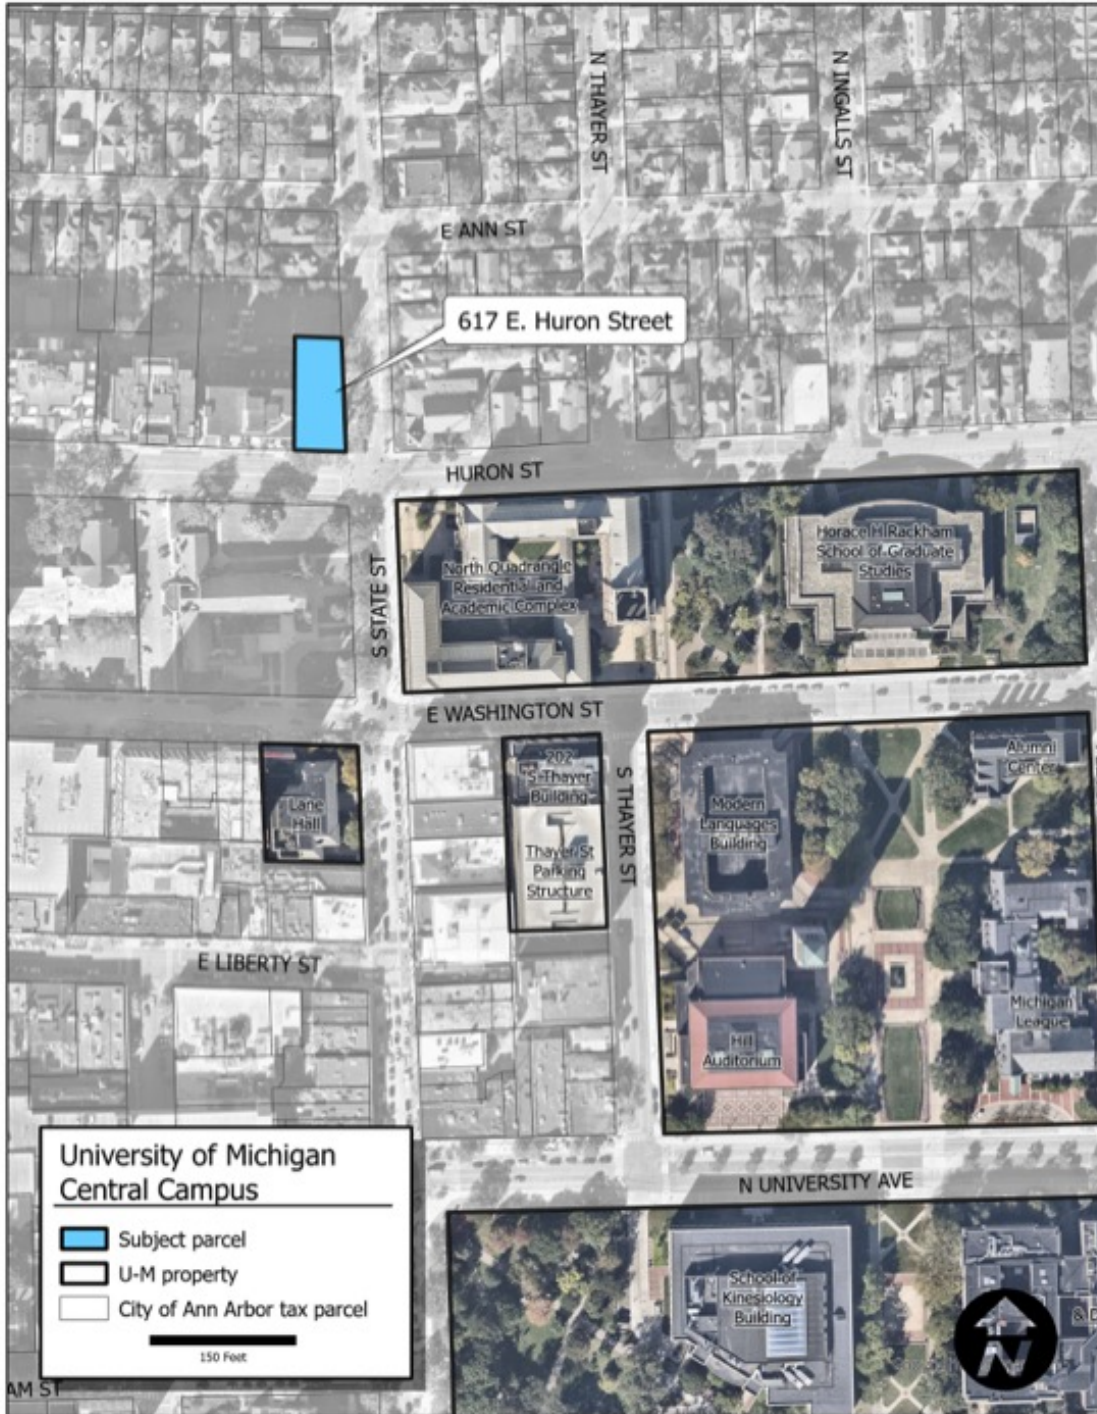 N THAYER ST
N INGALLS ST
E ANN ST
617 E. Huron Street
HURON ST
Horace H Rackham
School of Graduate
Studies
North Quadrangle
Residential and
Academic Complex
S STATE ST
E WASHINGTON ST
202
S Thayer
Building
Alumni
Center
Lane
Hall
S THAYER ST
Modern
Languages
Building
Thayer St
Parking
Structure
E LIBERTY ST
Michigan
League
Hill
Auditorium
University of Michigan
Central Campus
N UNIVERSITY AVE
Subject parcel
U-M property
City of Ann Arbor tax parcel
150 Feet
School of
Kinesiology
Building
& D
N
AM ST